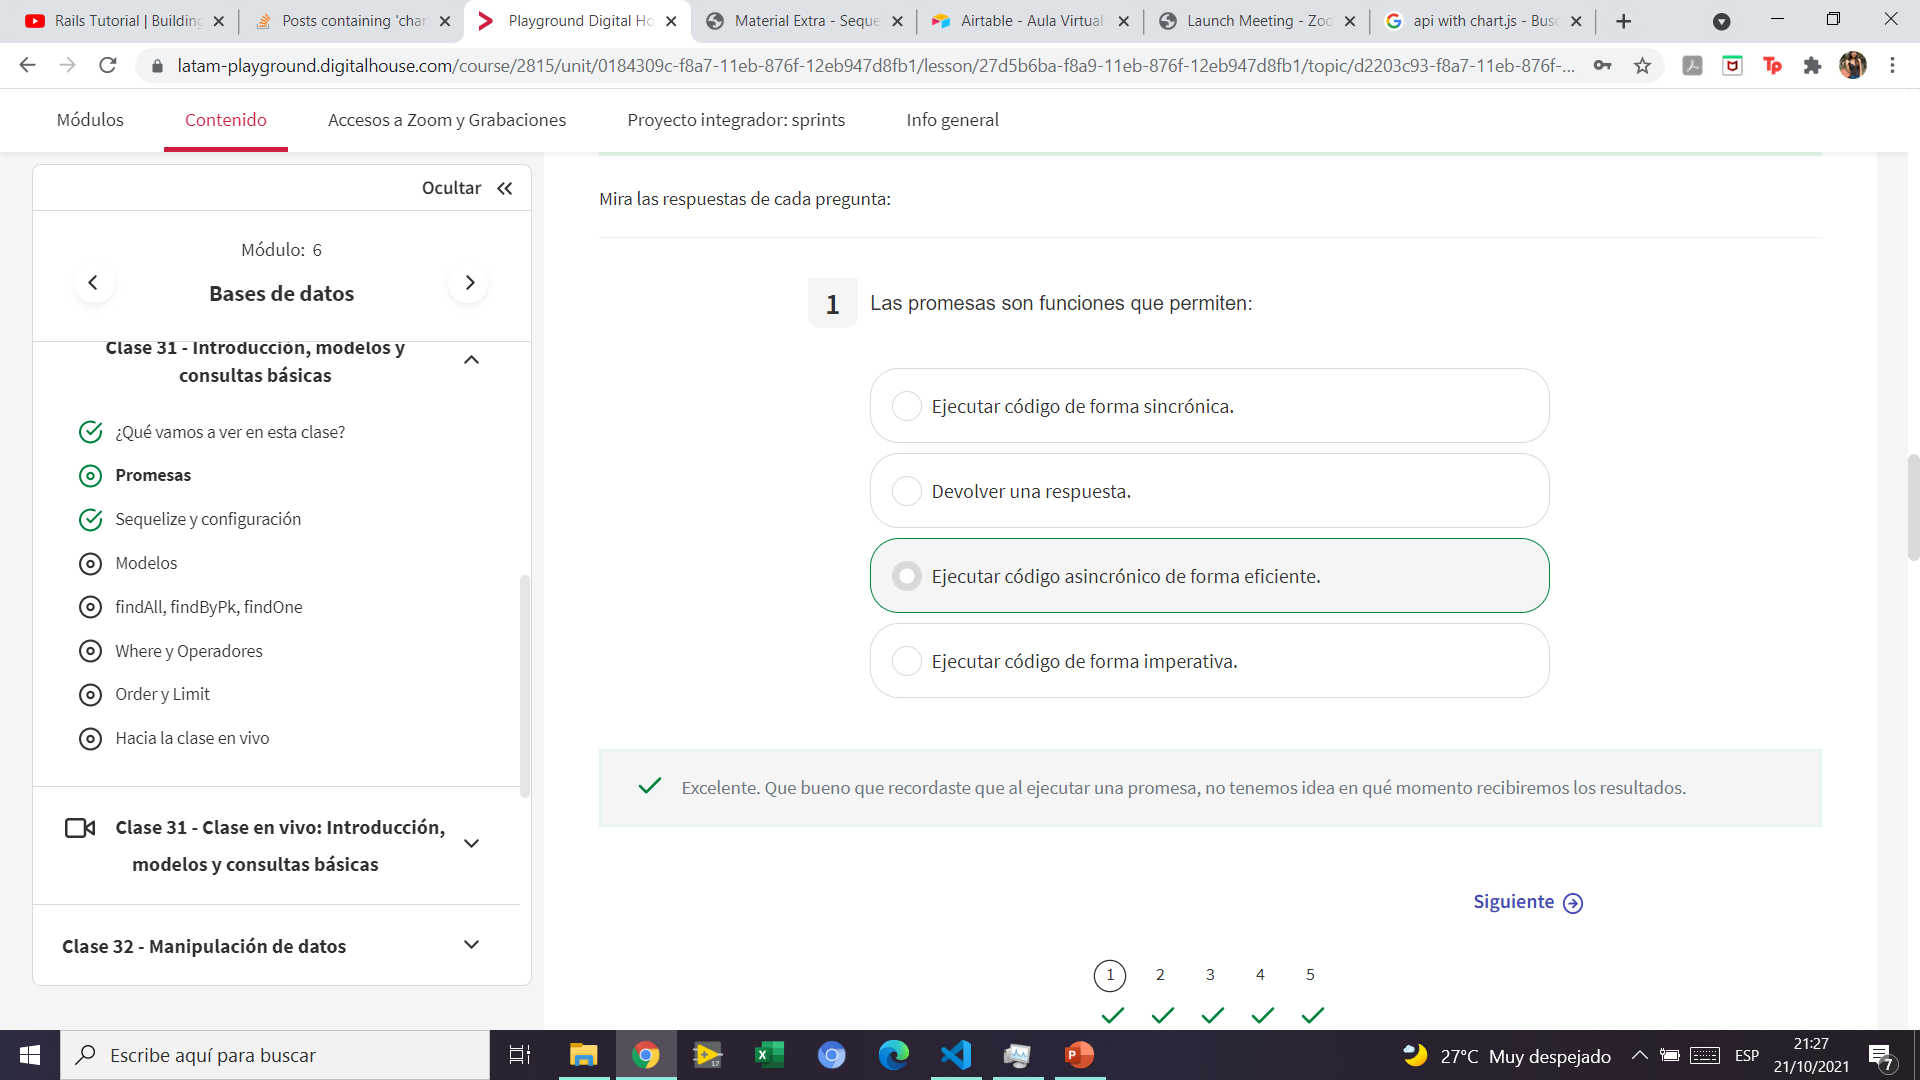 Rails Tutorial | Building
Posts containing 'char
Playground Digital Ho
Material Extra - Seque
Airtable - Aula Virtual
Launch Meeting - Zoo
api with chart.js - Busc
latam-playground.digitalhouse.com/course/2815/unit/0184309c-f8a7-11eb-876f-12eb947d8fb1/lesson/27d5b6ba-f8a9-11eb-876f-12eb947d8fb1/topic/d2203c93-f8a7-11eb-876f-...
Tp
Módulos
Contenido
Accesos a Zoom y Grabaciones
Proyecto integrador: sprints
Info general
Ocultar
Módulo: 6
Bases de datos
Clase 31 - Introducción, modelos y
consultas básicas
¿Qué vamos a ver en esta clase?
Promesas
Sequelize y configuración
Modelos
findAll, findByPk, findOne
Where y Operadores
Order y Limit
Hacia la clase en vivo
Clase 31 - Clase en vivo: Introducción,
modelos y consultas básicas
Clase 32 - Manipulación de datos
Mira las respuestas de cada pregunta:
1 Las promesas son funciones que permiten:
Ejecutar código de forma sincrónica.
Devolver una respuesta.
Ejecutar código asincrónico de forma eficiente.
Ejecutar código de forma imperativa.
Excelente. Que bueno que recordaste que al ejecutar una promesa, no tenemos idea en qué momento recibiremos los resultados.
Siguiente
1 2 3 4 5
Escribe aquí para buscar
27°C Muy despejado
ESP
21:27
21/10/2021
7